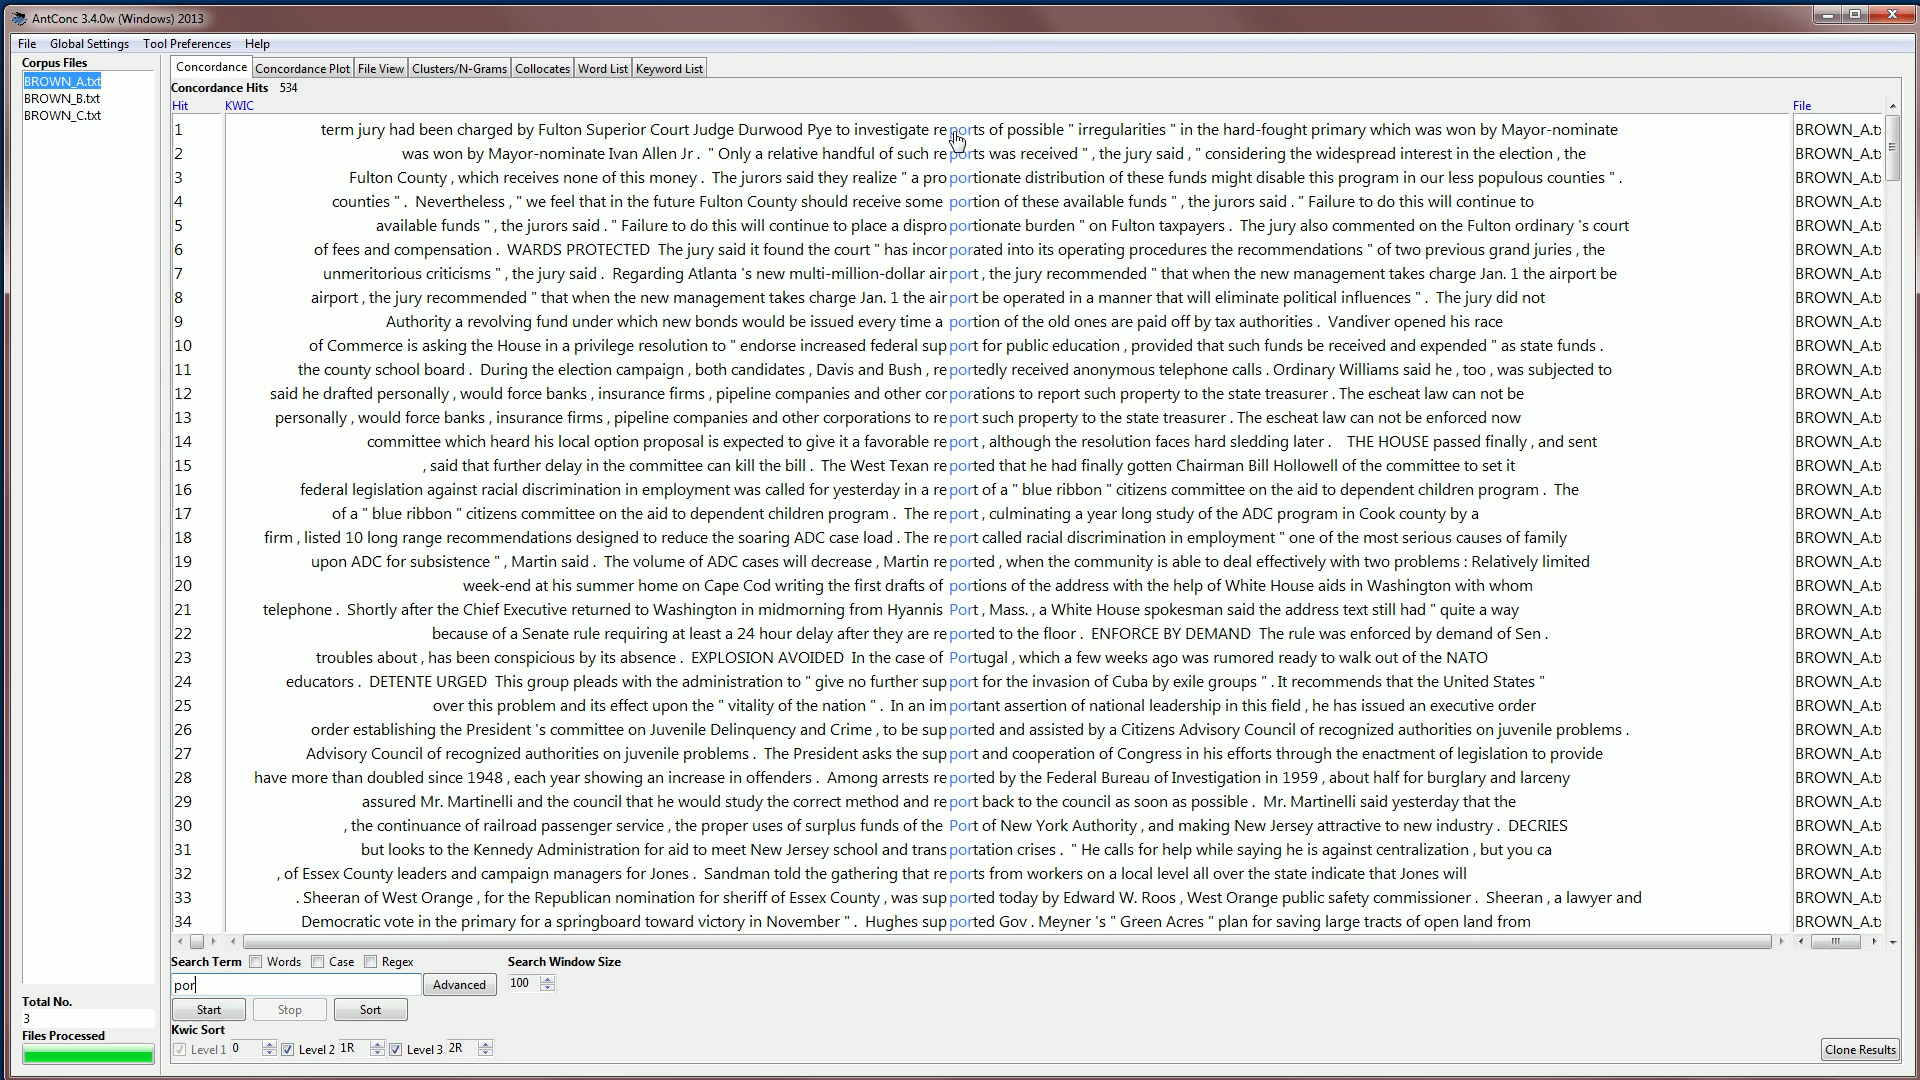 AntConc 3.4.0w (Windows) 2013
File Global Settings Tool Preferences Help
Corpus Files
BROWN_A.txt
BROWN_B.txt
BROWN_C.txt
Concordance Concordance Plot File View Clusters/N-Grams Collocates Word List Keyword List
Concordance Hits 534
Hit KWIC File
1 term jury had been charged by Fulton Superior Court Judge Durwood Pye to investigate reports of possible " irregularities " in the hard-fought primary which was won by Mayor-nominate BROWN_A.t
2 was won by Mayor-nominate Ivan Allen Jr . " Only a relative handful of such reports was received " , the jury said , " considering the widespread interest in the election , the BROWN_A.t
3 Fulton County , which receives none of this money . The jurors said they realize " a proportionate distribution of these funds might disable this program in our less populous counties " . BROWN_A.t
4 counties " . Nevertheless , " we feel that in the future Fulton County should receive some portion of these available funds " , the jurors said . " Failure to do this will continue to BROWN_A.t
5 available funds " , the jurors said . " Failure to do this will continue to place a disproportionate burden " on Fulton taxpayers . The jury also commented on the Fulton ordinary 's court BROWN_A.t
6 of fees and compensation . WARDS PROTECTED The jury said it found the court " has incorporated into its operating procedures the recommendations " of two previous grand juries , the BROWN_A.t
7 unmeritorious criticisms " , the jury said . Regarding Atlanta 's new multi-million-dollar airport , the jury recommended " that when the new management takes charge Jan. 1 the airport be BROWN_A.t
8 airport , the jury recommended " that when the new management takes charge Jan. 1 the airport be operated in a manner that will eliminate political influences " . The jury did not BROWN_A.t
9 Authority a revolving fund under which new bonds would be issued every time a portion of the old ones are paid off by tax authorities . Vandiver opened his race BROWN_A.t
10 of Commerce is asking the House in a privilege resolution to " endorse increased federal support for public education , provided that such funds be received and expended " as state funds . BROWN_A.t
11 the county school board . During the election campaign , both candidates , Davis and Bush , reportedly received anonymous telephone calls . Ordinary Williams said he , too , was subjected to BROWN_A.t
12 said he drafted personally , would force banks , insurance firms , pipeline companies and other corporations to report such property to the state treasurer . The escheat law can not be BROWN_A.t
13 personally , would force banks , insurance firms , pipeline companies and other corporations to report such property to the state treasurer . The escheat law can not be enforced now BROWN_A.t
14 committee which heard his local option proposal is expected to give it a favorable report , although the resolution faces hard sledding later . THE HOUSE passed finally , and sent BROWN_A.t
15 , said that further delay in the committee can kill the bill . The West Texan reported that he had finally gotten Chairman Bill Hollowell of the committee to set it BROWN_A.t
16 federal legislation against racial discrimination in employment was called for yesterday in a report of a " blue ribbon " citizens committee on the aid to dependent children program . The BROWN_A.t
17 of a " blue ribbon " citizens committee on the aid to dependent children program . The report , culminating a year long study of the ADC program in Cook county by a BROWN_A.t
18 firm , listed 10 long range recommendations designed to reduce the soaring ADC case load . The report called racial discrimination in employment " one of the most serious causes of family BROWN_A.t
19 upon ADC for subsistence " , Martin said . The volume of ADC cases will decrease , Martin reported , when the community is able to deal effectively with two problems : Relatively limited BROWN_A.t
20 week-end at his summer home on Cape Cod writing the first drafts of portions of the address with the help of White House aids in Washington with whom BROWN_A.t
21 telephone . Shortly after the Chief Executive returned to Washington in midmorning from Hyannis Port , Mass. , a White House spokesman said the address text still had " quite a way BROWN_A.t
22 because of a Senate rule requiring at least a 24 hour delay after they are reported to the floor . ENFORCE BY DEMAND The rule was enforced by demand of Sen . BROWN_A.t
23 troubles about , has been conspicuous by its absence . EXPLOSION AVOIDED In the case of Portugal , which a few weeks ago was rumored ready to walk out of the NATO BROWN_A.t
24 educators . DETENTE URGED This group pleads with the administration to " give no further support for the invasion of Cuba by exile groups " . It recommends that the United States " BROWN_A.t
25 over this problem and its effect upon the " vitality of the nation " . In an important assertion of national leadership in this field , he has issued an executive order BROWN_A.t
26 order establishing the President 's committee on Juvenile Delinquency and Crime , to be supported and assisted by a Citizens Advisory Council of recognized authorities on juvenile problems . BROWN_A.t
27 Advisory Council of recognized authorities on juvenile problems . The President asks the support and cooperation of Congress in his efforts through the enactment of legislation to provide BROWN_A.t
28 have more than doubled since 1948 , each year showing an increase in offenders . Among arrests reported by the Federal Bureau of Investigation in 1959 , about half for burglary and larceny BROWN_A.t
29 assured Mr. Martinelli and the council that he would study the correct method and report back to the council as soon as possible . Mr. Martinelli said yesterday that the BROWN_A.t
30 , the continuance of railroad passenger service , the proper uses of surplus funds of the Port of New York Authority , and making New Jersey attractive to new industry . DECRIES BROWN_A.t
31 but looks to the Kennedy Administration for aid to meet New Jersey school and transportation crises . " He calls for help while saying he is against centralization , but you ca BROWN_A.t
32 , of Essex County leaders and campaign managers for Jones . Sandman told the gathering that reports from workers on a local level all over the state indicate that Jones will BROWN_A.t
33 . Sheeran of West Orange , for the Republican nomination for sheriff of Essex County , was supported today by Edward W. Roos , West Orange public safety commissioner . Sheeran , a lawyer and BROWN_A.t
34 Democratic vote in the primary for a springboard toward victory in November " . Hughes supported Gov . Meyner 's " Green Acres " plan for saving large tracts of open land from BROWN_A.t
Search Term Words Case Regex Search Window Size
por Advanced 100
Start Stop Sort
Total No.
3
Files Processed
Kwic Sort
Level 1 0 Level 2 1R Level 3 2R
Clone Results